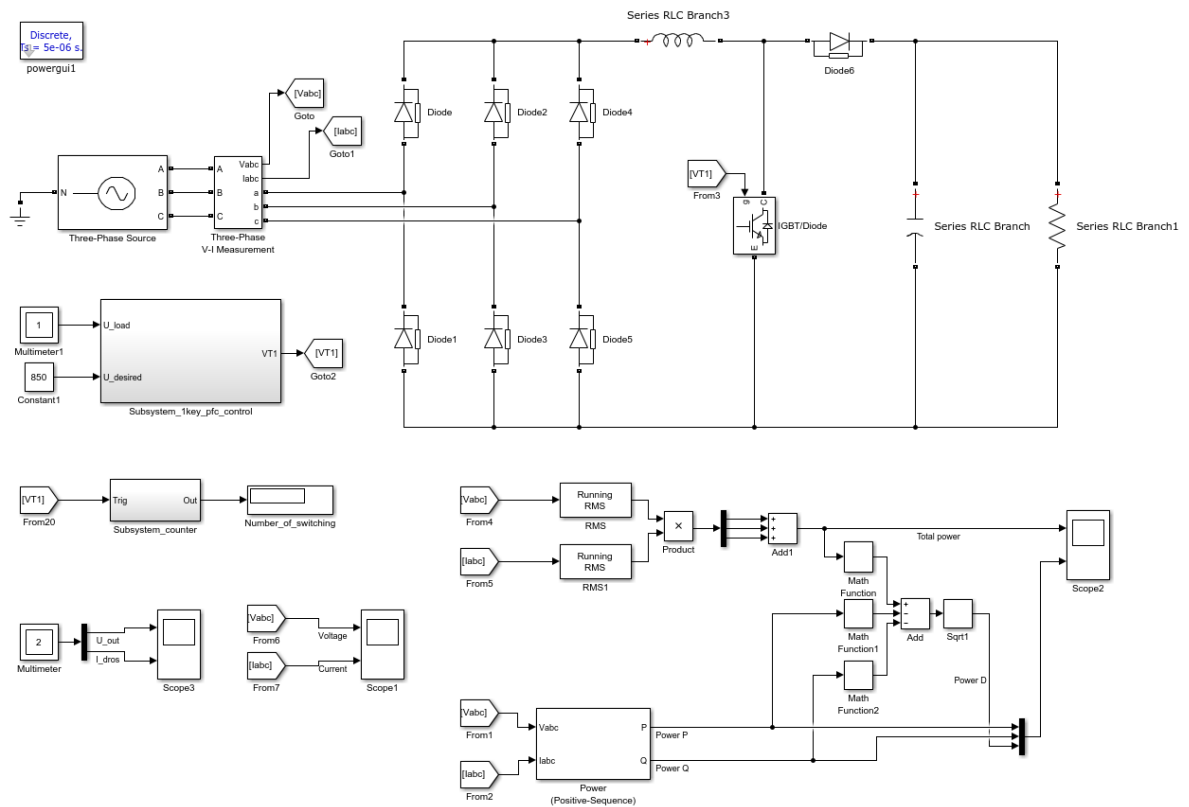 Discrete,
Ts = 5e-06 s.
powergui1
Series RLC Branch3
Diode6
[Vabc]
Goto
[Iabc]
Goto1
Diode
Diode2
Diode4
N
A
B
C
Three-Phase Source
A
B
C
Vabc
Iabc
a
b
c
Three-Phase
V-I Measurement
[VT1]
From3
g
C
E
IGBT/Diode
Series RLC Branch
Series RLC Branch1
1
Multimeter1
850
Constant1
U_load
U_desired
VT1
Subsystem_1key_pfc_control
[VT1]
Goto2
Diode1
Diode3
Diode5
[VT1]
From20
Trig
Out
Subsystem_counter
Number_of_switching
[Vabc]
From4
Running
RMS
RMS
[Iabc]
From5
Running
RMS
RMS1
×
Product
+
+
+
Add1
Total power
Scope2
Math
Function
Math
Function1
Math
Function2
+
−
−
Add
Sqrt1
Power D
2
Multimeter
U_out
I_dros
Scope3
[Vabc]
From6
[Iabc]
From7
Voltage
Current
Scope1
[Vabc]
From1
[Iabc]
From2
Vabc
Iabc
P
Q
Power
(Positive-Sequence)
Power P
Power Q